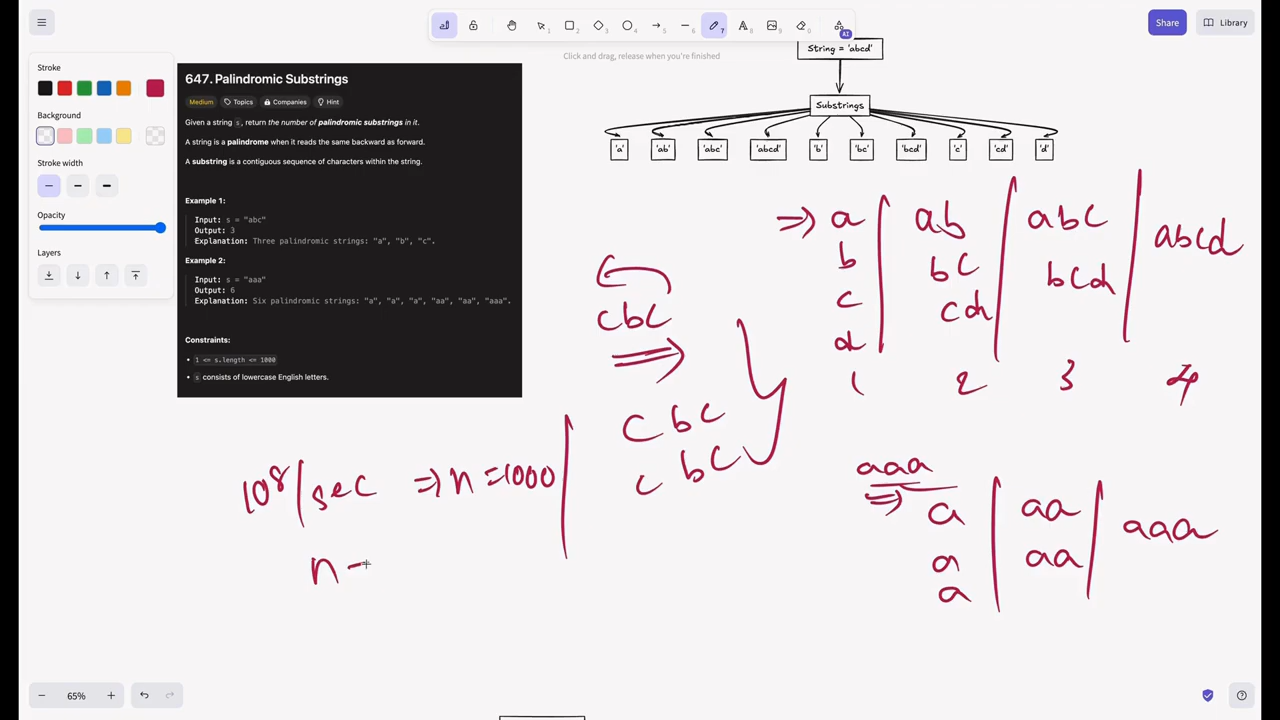 Share
Library
Click and drag, release when you're finished
Stroke
Background
Stroke width
Opacity
Layers
647. Palindromic Substrings
Medium Topics Companies Hint
Given a string s, return the number of palindromic substrings in it.
A string is a palindrome when it reads the same backward as forward.
A substring is a contiguous sequence of characters within the string.
Example 1:
Input: s = "abc"
Output: 3
Explanation: Three palindromic strings: "a", "b", "c".
Example 2:
Input: s = "aaa"
Output: 6
Explanation: Six palindromic strings: "a", "a", "a", "aa", "aa", "aaa".
Constraints:
• 1 <= s.length <= 1000
• s consists of lowercase English letters.
String = 'abcd'
Substrings
'a' 'ab' 'abc' 'abcd' 'b' 'bc' 'bcd' 'c' 'cd' 'd'
=> a | ab | abc | abcd
b bc bcd
c cd
d
1 2 3 4
cbc
cbc
cbc
10^8/sec => n=1000
n -
aaa
=> a | aa | aaa
a aa
a
65%